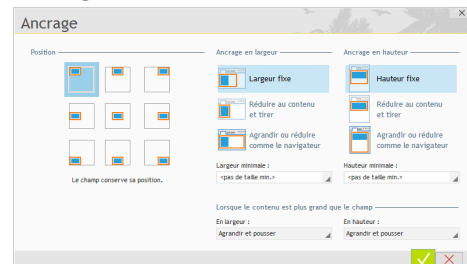 Ancrage
Position
Ancrage en largeur
Ancrage en hauteur
Largeur fixe
Hauteur fixe
Réduire au contenu
et tirer
Réduire au contenu
et tirer
Agrandir ou réduire
comme le navigateur
Agrandir ou réduire
comme le navigateur
Le champ conserve sa position.
Largeur minimale :
Hauteur minimale :
<pas de taille min.>
<pas de taille min.>
Lorsque le contenu est plus grand que le champ
En largeur :
En hauteur :
Agrandir et pousser
Agrandir et pousser